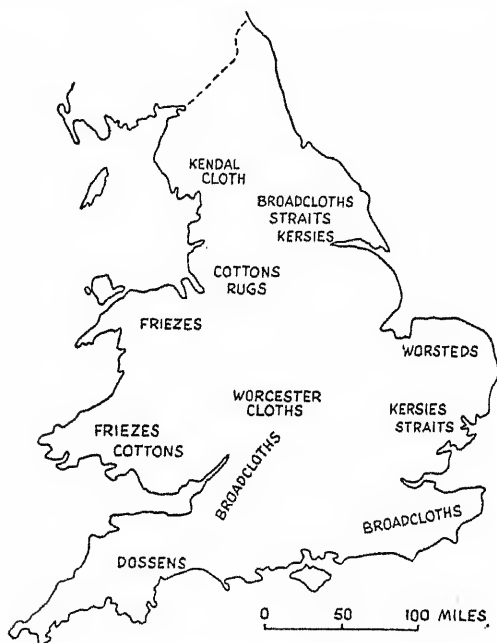 KENDAL
CLOTH
BROADCLOTHS
STRAITS
KERSIES
COTTONS
RUGS
FRIEZES
WORSTEDS
WORCESTER
CLOTHS
KERSIES
STRAITS
FRIEZES
COTTONS
BROADCLOTHS
BROADCLOTHS
DOSSENS
0 50 100 MILES